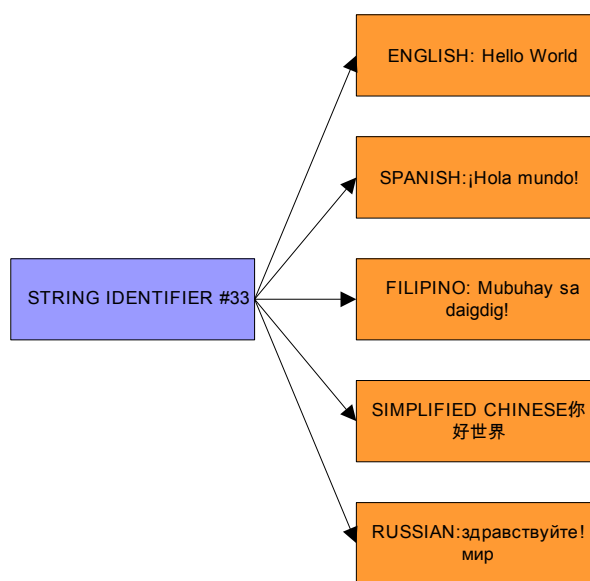 ENGLISH: Hello World
SPANISH:¡Hola mundo!
STRING IDENTIFIER #33
FILIPINO: Mubuhay sa
daigdig!
SIMPLIFIED CHINESE你
好世界
RUSSIAN:здравствуйте!
мир